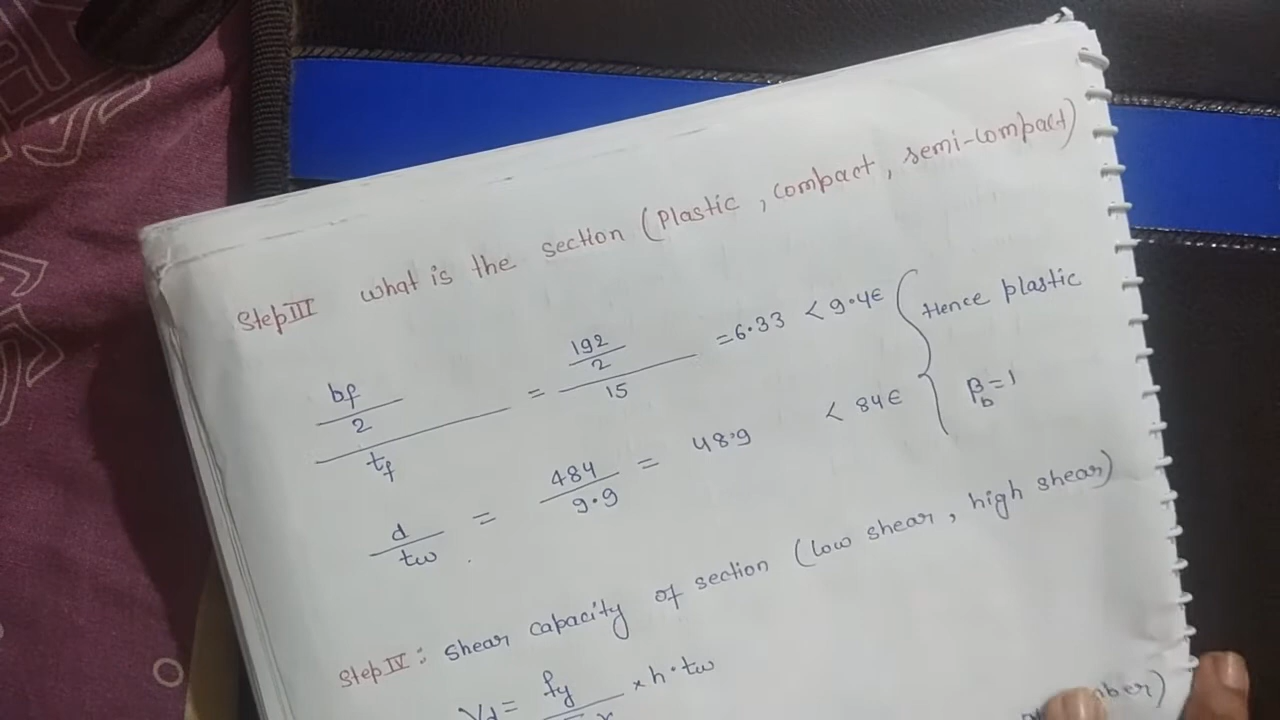 Step III What is the section (Plastic, compact, semi-compact)
bf/2 / tf = 192/2 / 15 = 6.33 < 9.4ϵ { Hence plastic
d/tw = 484/9.9 = 48.9 < 84ϵ βb = 1
Step IV: Shear capacity of section (low shear, high shear)
Vd = fy × h·tw